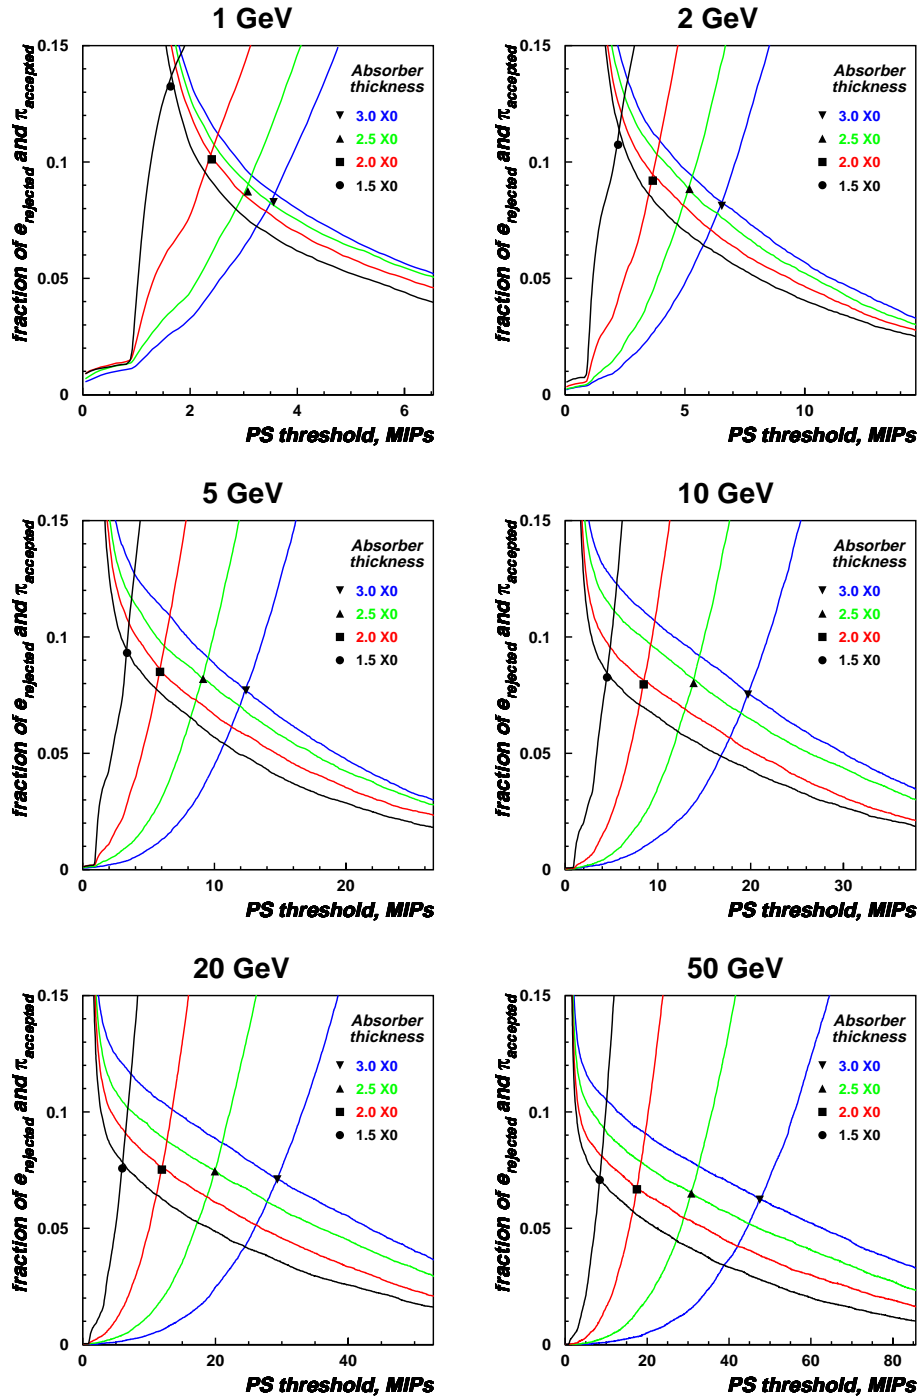 1 GeV
fraction of e_rejected and π_accepted
0.15
0.1
0.05
0
Absorber
thickness
3.0 X0
2.5 X0
2.0 X0
1.5 X0
0 2 4 6
PS threshold, MIPs
2 GeV
fraction of e_rejected and π_accepted
0.15
0.1
0.05
0
Absorber
thickness
3.0 X0
2.5 X0
2.0 X0
1.5 X0
0 5 10
PS threshold, MIPs
5 GeV
fraction of e_rejected and π_accepted
0.15
0.1
0.05
0
Absorber
thickness
3.0 X0
2.5 X0
2.0 X0
1.5 X0
0 10 20
PS threshold, MIPs
10 GeV
fraction of e_rejected and π_accepted
0.15
0.1
0.05
0
Absorber
thickness
3.0 X0
2.5 X0
2.0 X0
1.5 X0
0 10 20 30
PS threshold, MIPs
20 GeV
fraction of e_rejected and π_accepted
0.15
0.1
0.05
0
Absorber
thickness
3.0 X0
2.5 X0
2.0 X0
1.5 X0
0 20 40
PS threshold, MIPs
50 GeV
fraction of e_rejected and π_accepted
0.15
0.1
0.05
0
Absorber
thickness
3.0 X0
2.5 X0
2.0 X0
1.5 X0
0 20 40 60 80
PS threshold, MIPs